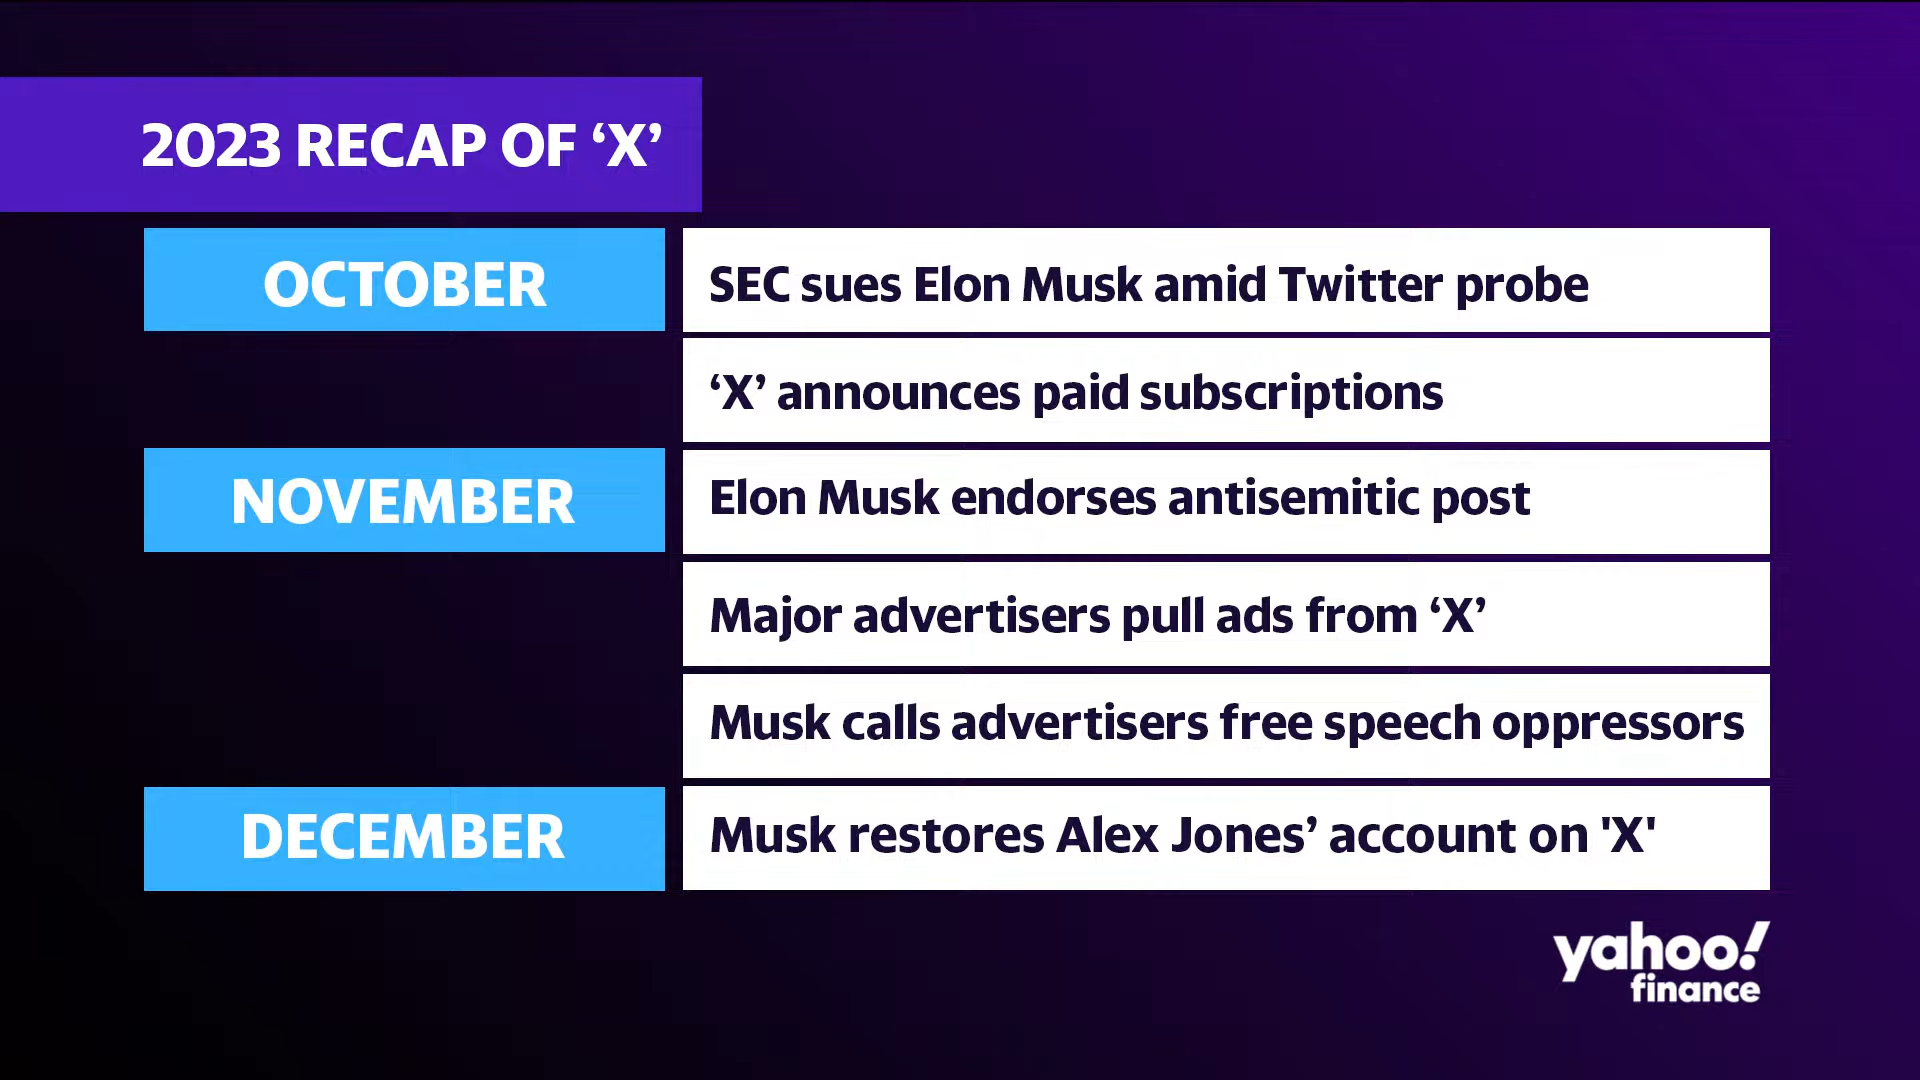 2023 RECAP OF ‘X’
OCTOBER
SEC sues Elon Musk amid Twitter probe
‘X’ announces paid subscriptions
NOVEMBER
Elon Musk endorses antisemitic post
Major advertisers pull ads from ‘X’
Musk calls advertisers free speech oppressors
DECEMBER
Musk restores Alex Jones’ account on 'X'
yahoo!
finance